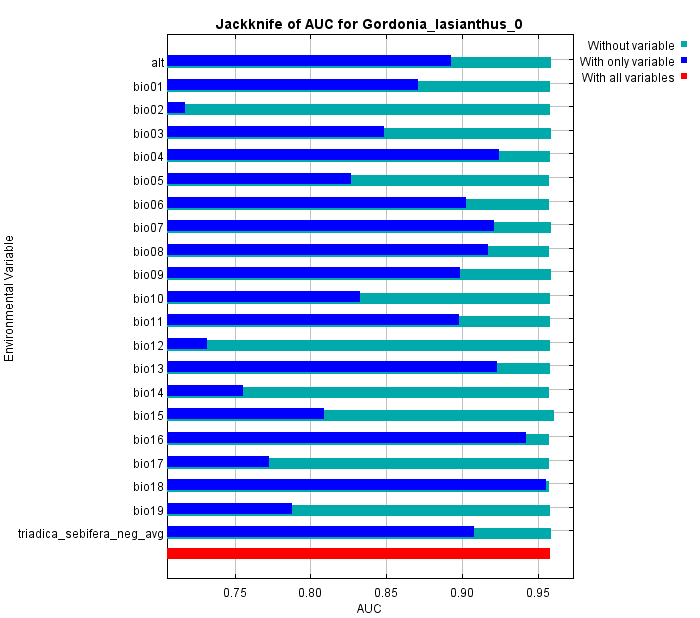 Jackknife of AUC for Gordonia_lasianthus_0
Without variable
With only variable
With all variables
Environmental Variable
alt
bio01
bio02
bio03
bio04
bio05
bio06
bio07
bio08
bio09
bio10
bio11
bio12
bio13
bio14
bio15
bio16
bio17
bio18
bio19
triadica_sebifera_neg_avg
0.75 0.80 0.85 0.90 0.95
AUC